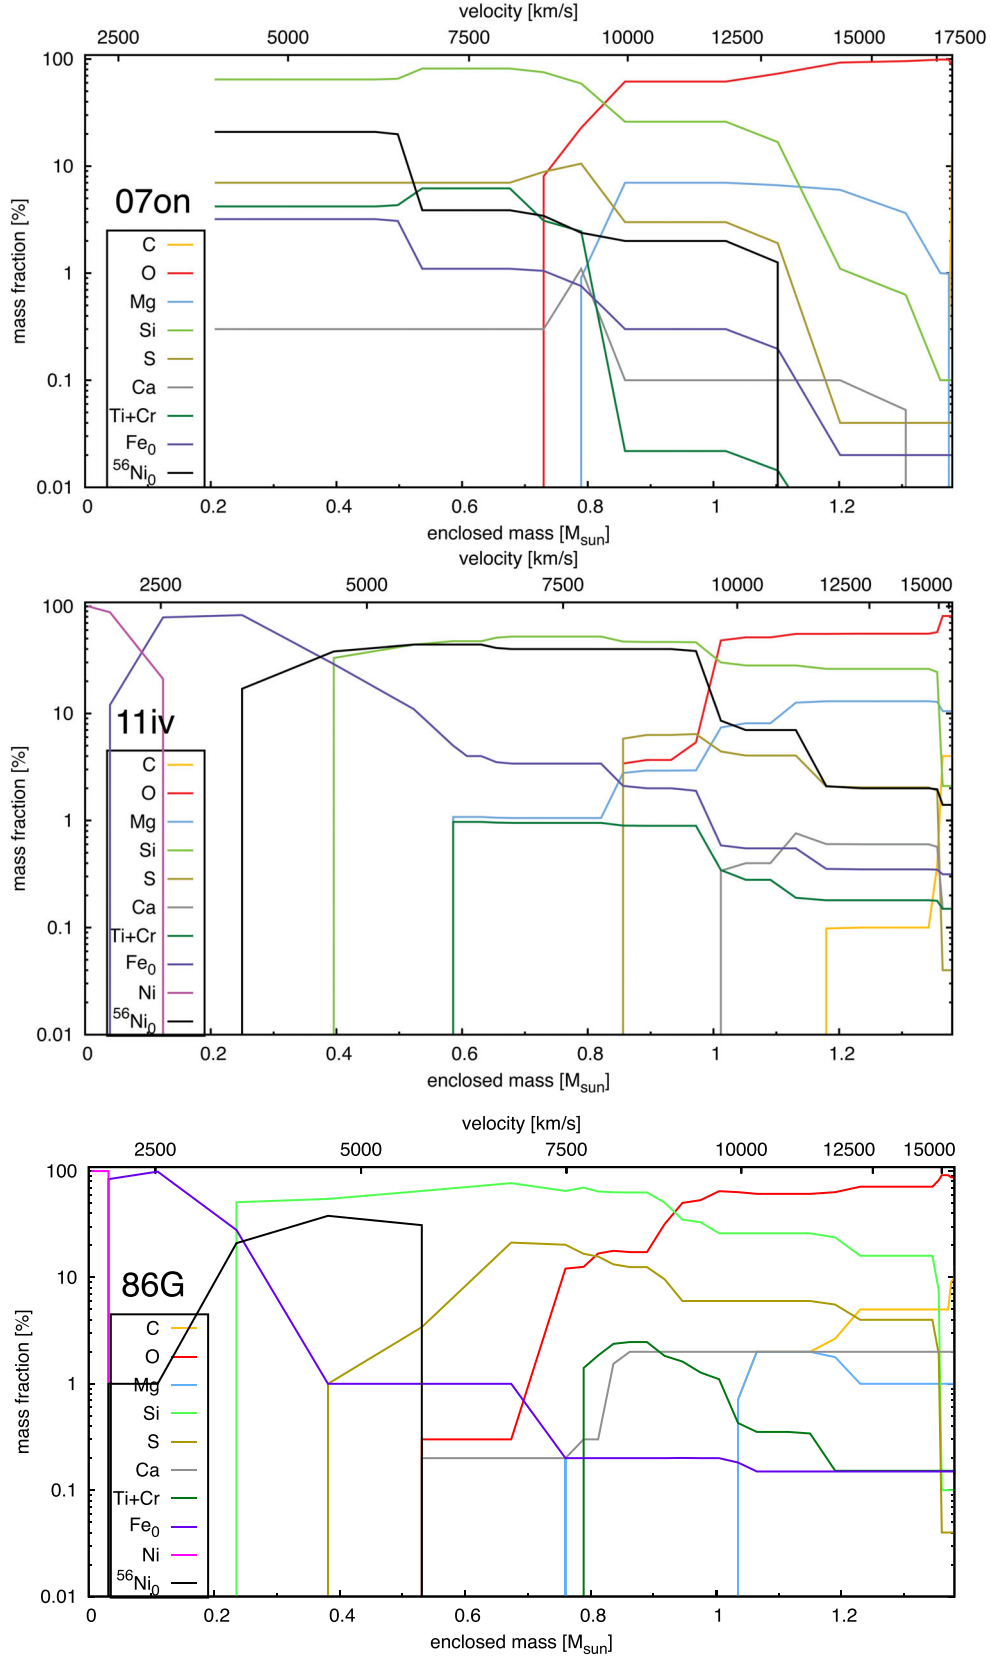 velocity [km/s]
2500 5000 7500 10000 12500 15000 17500
100
10
1
0.1
0.01
mass fraction [%]
07on
C
O
Mg
Si
S
Ca
Ti+Cr
Fe0
56Ni0
0 0.2 0.4 0.6 0.8 1 1.2
enclosed mass [Msun]
velocity [km/s]
2500 5000 7500 10000 12500 15000
100
10
1
0.1
0.01
mass fraction [%]
11iv
C
O
Mg
Si
S
Ca
Ti+Cr
Fe0
Ni
56Ni0
0 0.2 0.4 0.6 0.8 1 1.2
enclosed mass [Msun]
velocity [km/s]
2500 5000 7500 10000 12500 15000
100
10
1
0.1
0.01
mass fraction [%]
86G
C
O
Mg
Si
S
Ca
Ti+Cr
Fe0
Ni
56Ni0
0 0.2 0.4 0.6 0.8 1 1.2
enclosed mass [Msun]